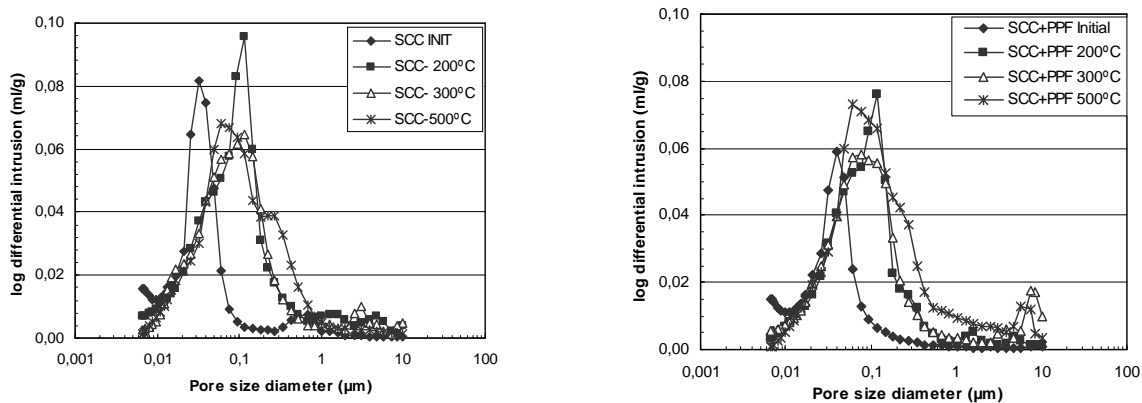 log differential intrusion (ml/g)
0,10
0,08
0,06
0,04
0,02
0,00
0,001
0,01
0,1
1
10
100
Pore size diameter (µm)
SCC INIT
SCC- 200ºC
SCC- 300ºC
SCC-500ºC
log differential intrusion (ml/g)
0,10
0,08
0,06
0,04
0,02
0,00
0,001
0,01
0,1
1
10
100
Pore size diameter (µm)
SCC+PPF Initial
SCC+PPF 200ºC
SCC+PPF 300ºC
SCC+PPF 500ºC